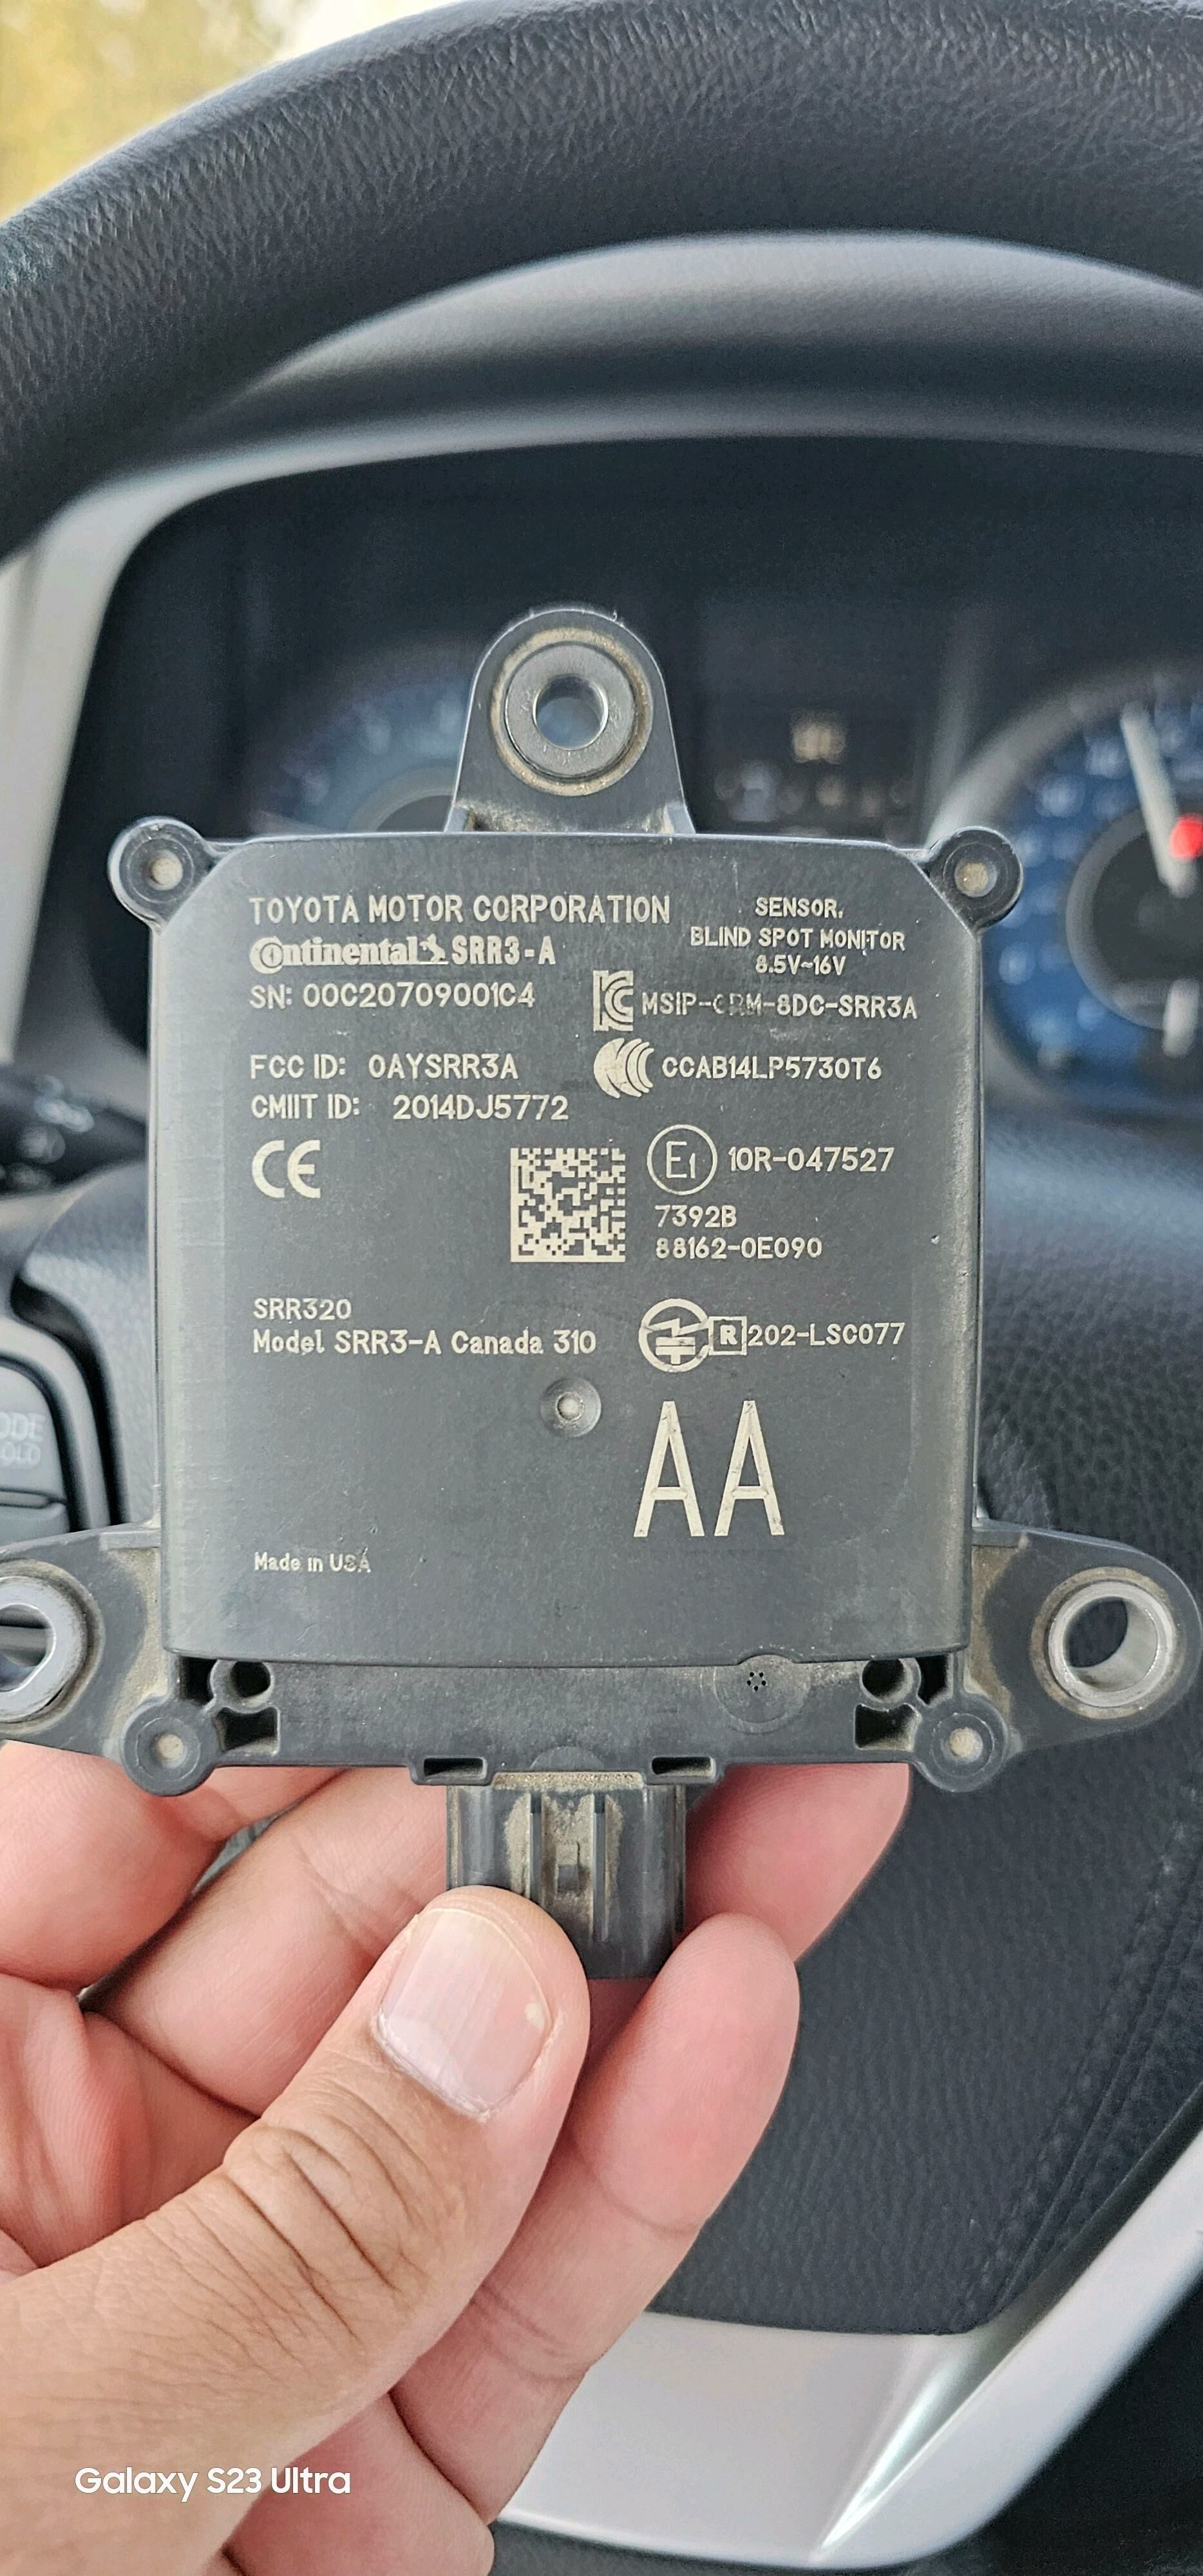 TOYOTA MOTOR CORPORATION
Continental SRR3-A
SN: 00C20709001C4
SENSOR,
BLIND SPOT MONITOR
8.5V~16V
MSIP-CRM-8DC-SRR3A
FCC ID: OAYSRR3A
CMIIT ID: 2014DJ5772
CCAB14LP5730T6
CE
E1 10R-047527
7392B
88162-0E090
SRR320
Model SRR3-A Canada 310
R 202-LSC077
AA
Made in USA
Galaxy S23 Ultra